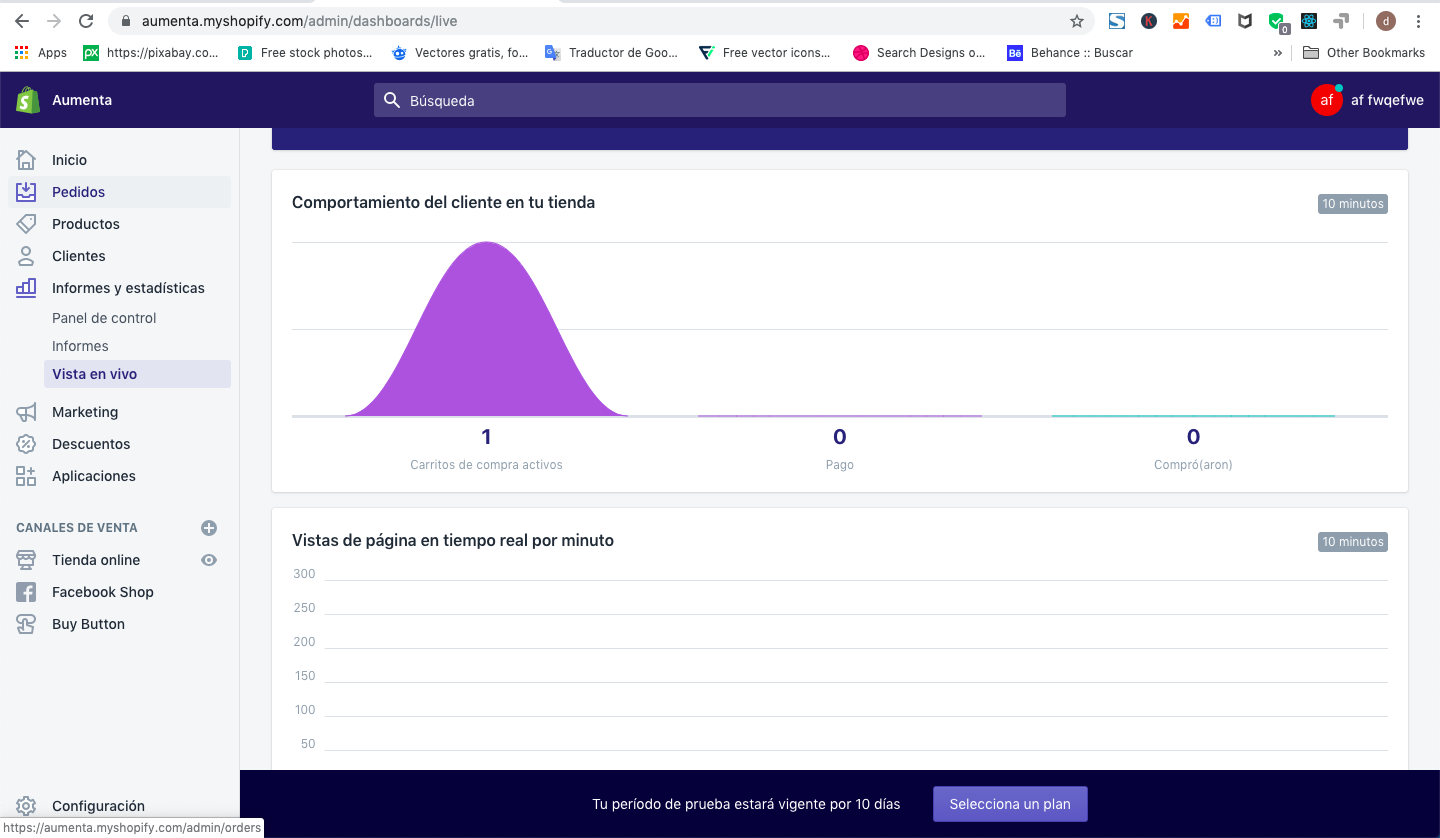 aumenta.myshopify.com/admin/dashboards/live
K
0
d
Apps
px https://pixabay.co...
Free stock photos...
Vectores gratis, fo...
Traductor de Goo...
Free vector icons...
Search Designs o...
Bē Behance :: Buscar
»
Other Bookmarks
Aumenta
Búsqueda
af
af fwqefwe
Inicio
Pedidos
Productos
Clientes
Informes y estadísticas
Panel de control
Informes
Vista en vivo
Marketing
Descuentos
Aplicaciones
CANALES DE VENTA
Tienda online
Facebook Shop
Buy Button
Configuración
https://aumenta.myshopify.com/admin/orders
Comportamiento del cliente en tu tienda
10 minutos
1
Carritos de compra activos
0
Pago
0
Compró(aron)
Vistas de página en tiempo real por minuto
10 minutos
300
250
200
150
100
50
Tu período de prueba estará vigente por 10 días
Selecciona un plan